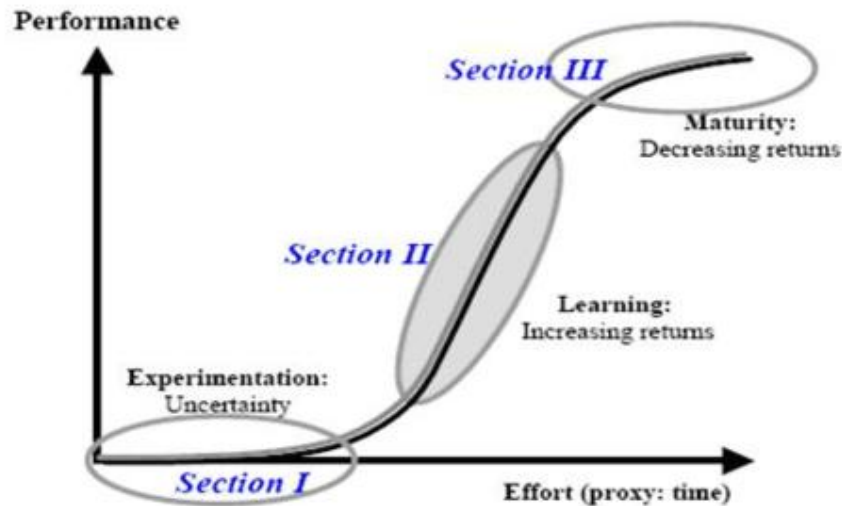 Performance
Section III
Maturity:
Decreasing returns
Section II
Learning:
Increasing returns
Experimentation:
Uncertainty
Section I
Effort (proxy: time)